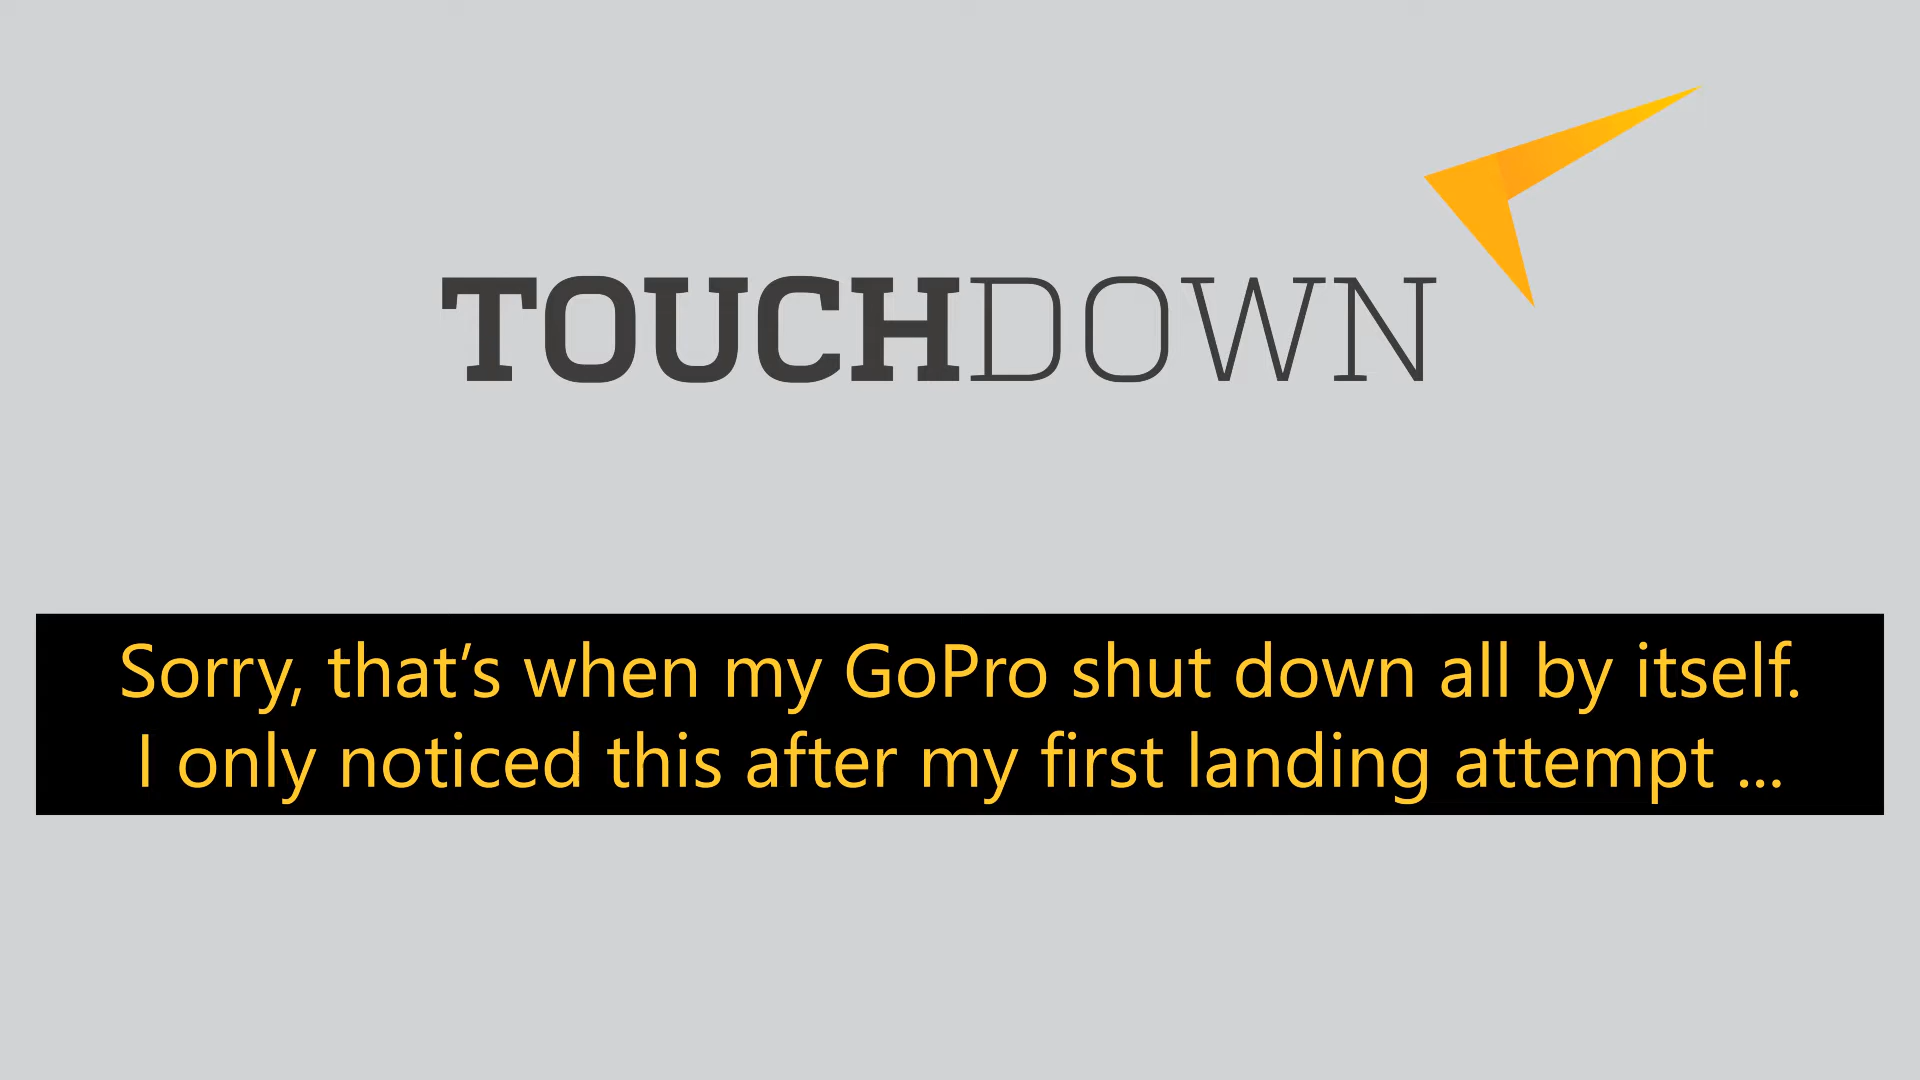 TOUCHDOWN
Sorry, that’s when my GoPro shut down all by itself.
I only noticed this after my first landing attempt ...